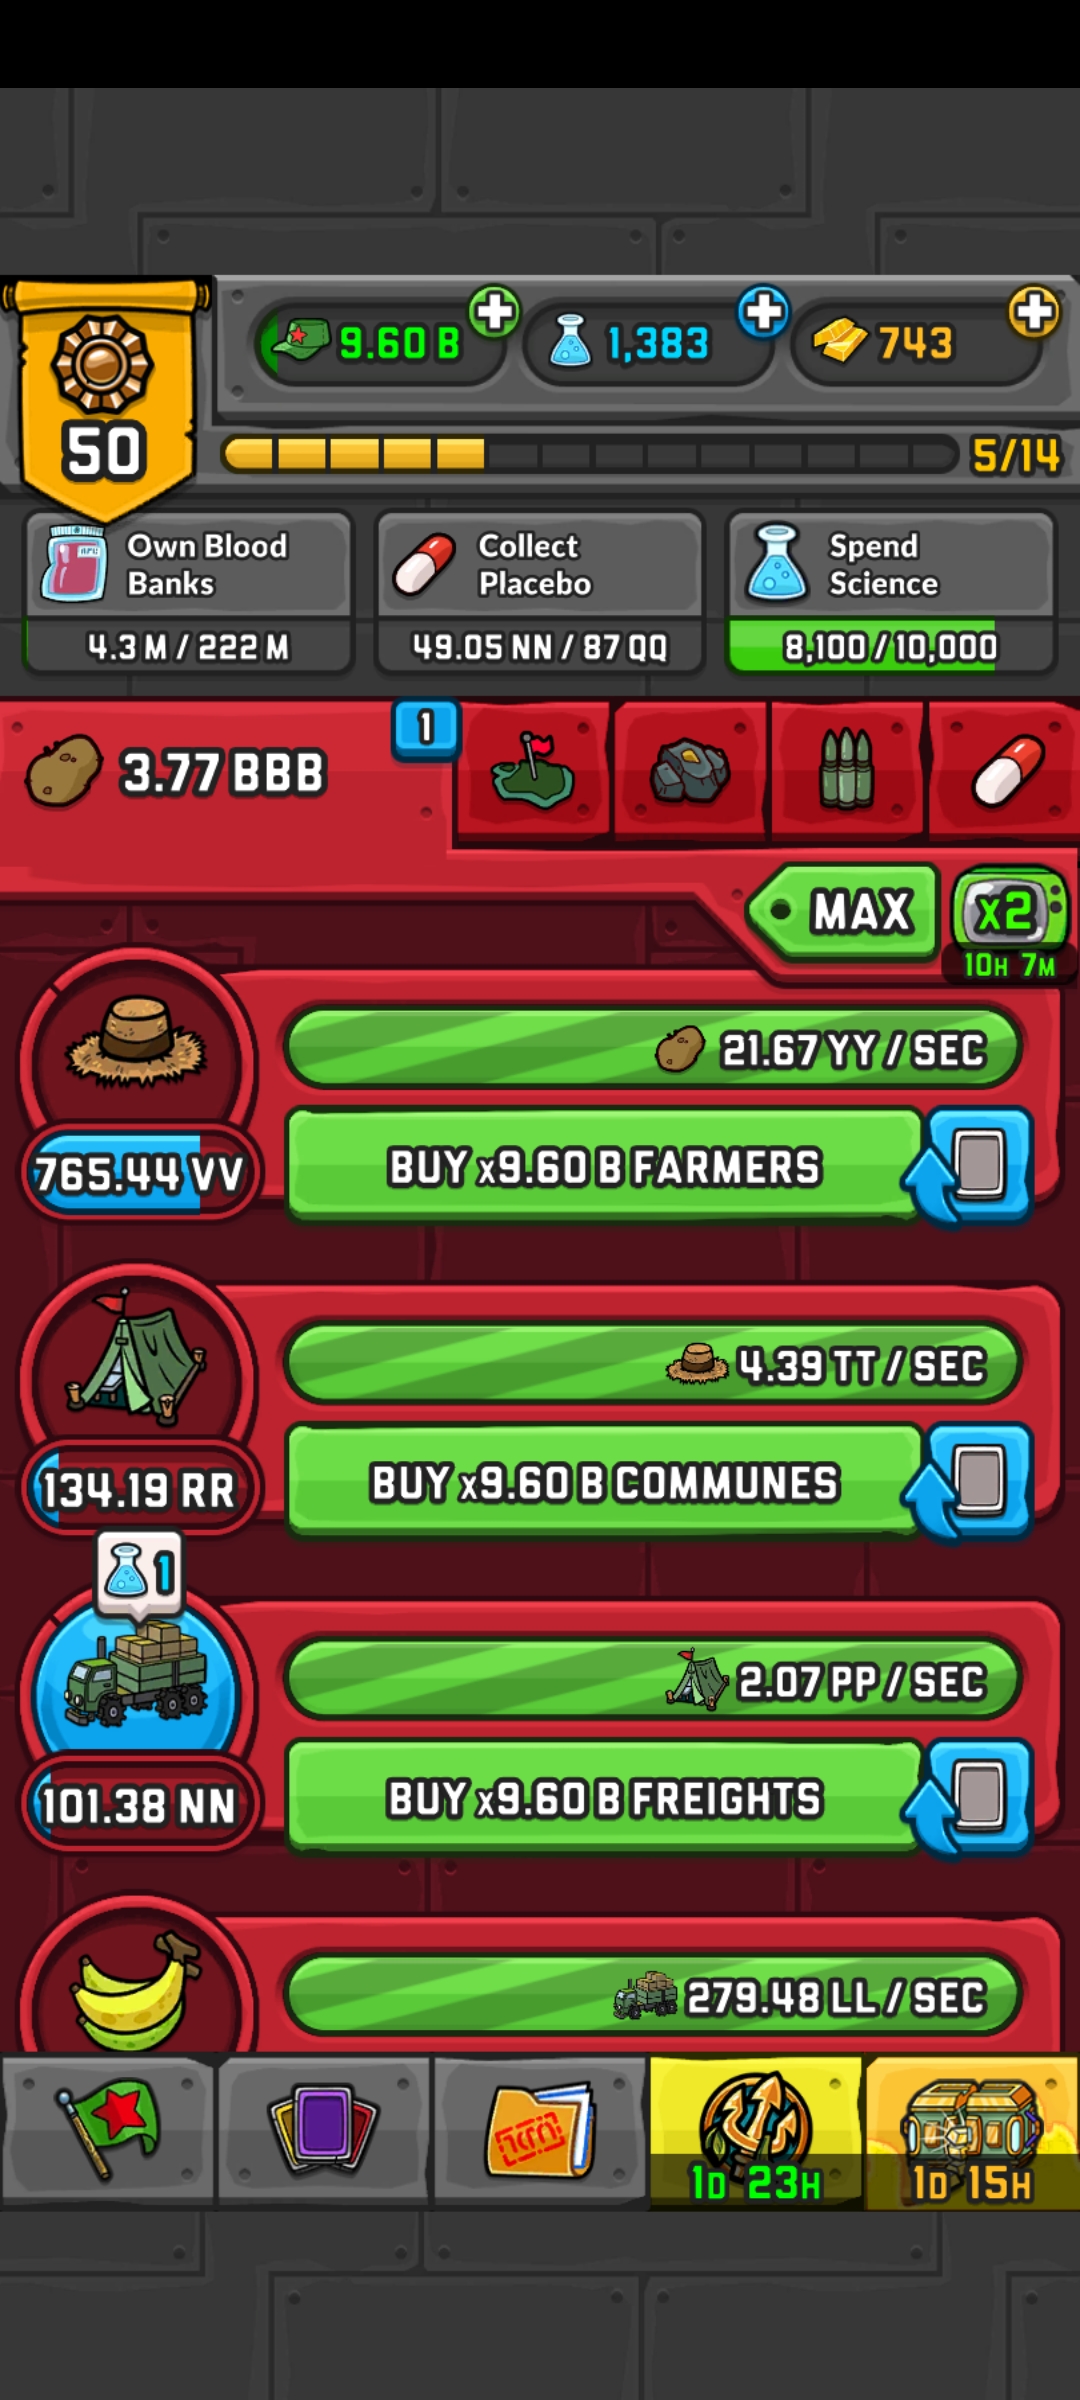 9.60 B
1,383
743
50
5/14
Own Blood
Banks
4.3 M / 222 M
Collect
Placebo
49.05 NN / 87 QQ
Spend
Science
8,100 / 10,000
3.77 BBB
1
MAX
x2
10H 7M
21.67 YY / SEC
765.44 VV
BUY x9.60 B FARMERS
4.39 TT / SEC
134.19 RR
BUY x9.60 B COMMUNES
1
2.07 PP / SEC
101.38 NN
BUY x9.60 B FREIGHTS
279.48 LL / SEC
1D 23H
1D 15H